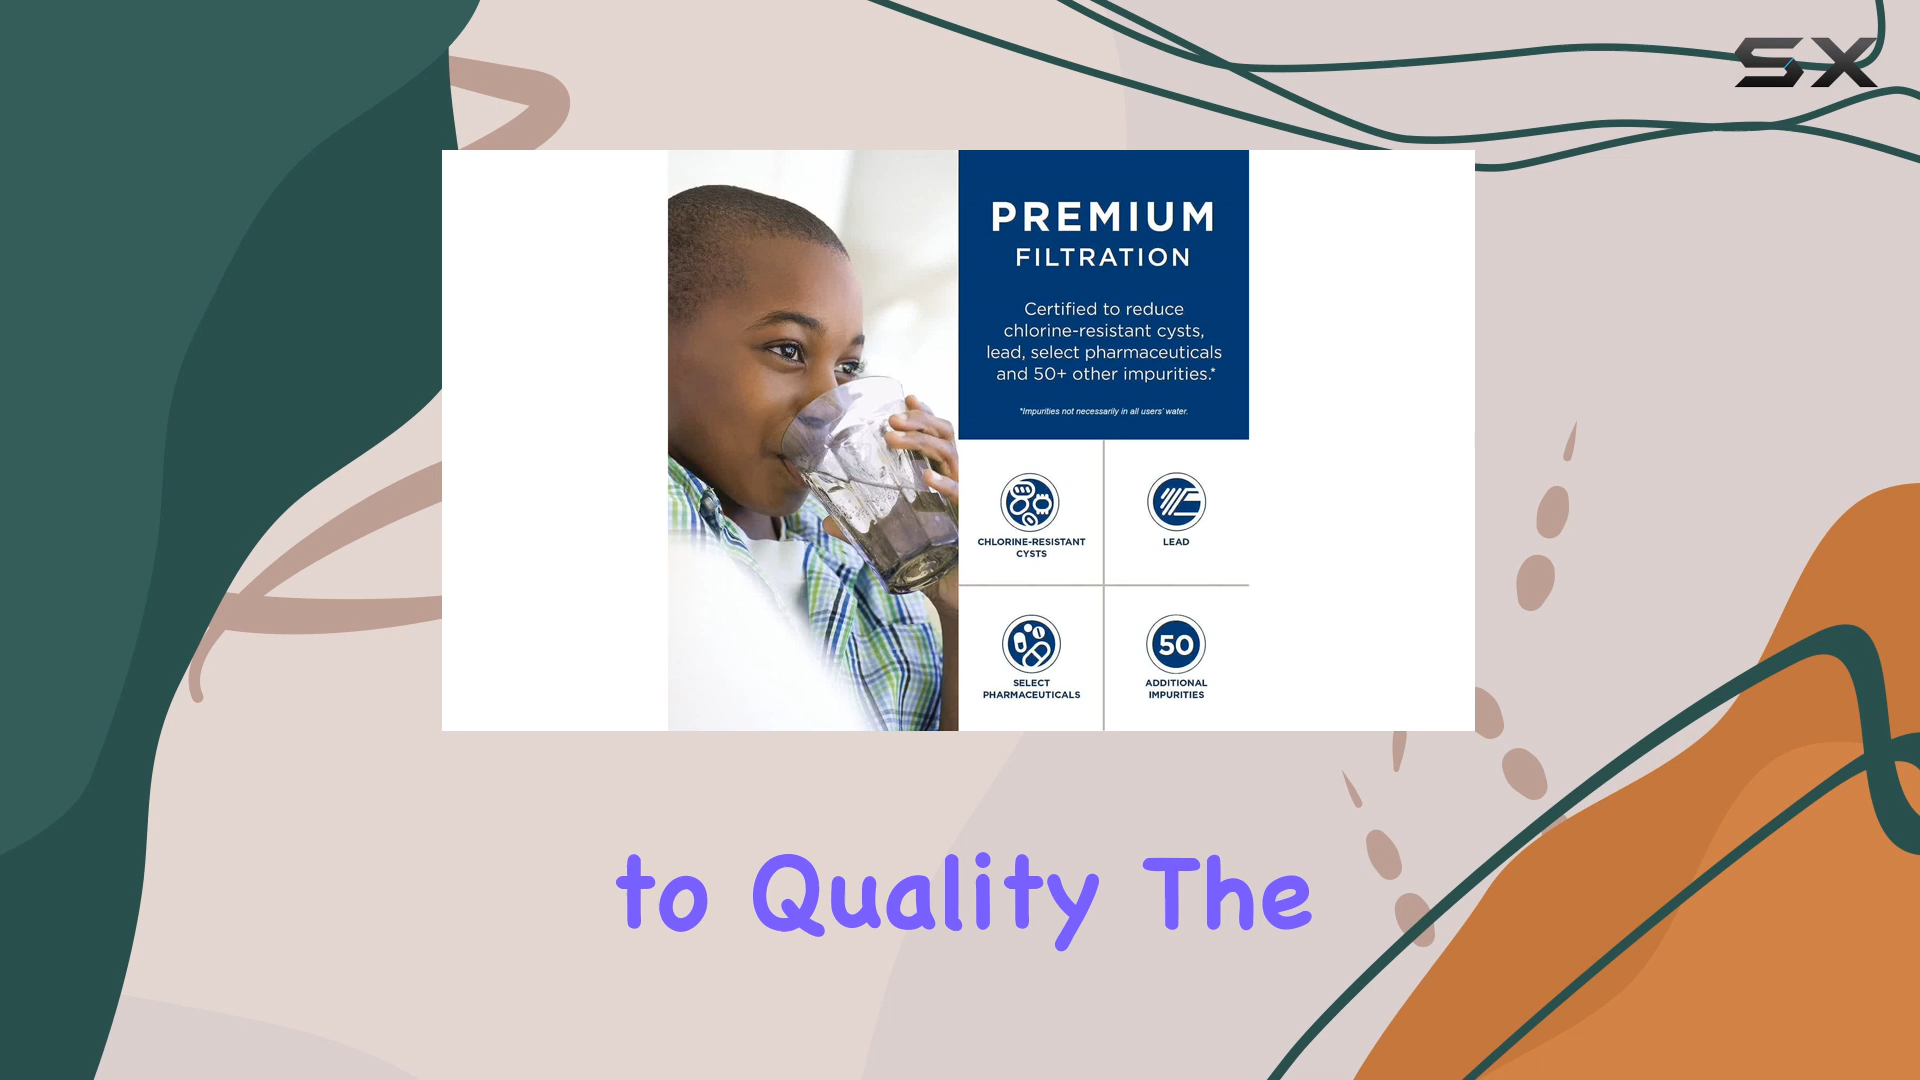 SX
PREMIUM
FILTRATION
Certified to reduce
chlorine-resistant cysts,
lead, select pharmaceuticals
and 50+ other impurities.*
*Impurities not necessarily in all users' water.
CHLORINE-RESISTANT
CYSTS
LEAD
SELECT
PHARMACEUTICALS
50
ADDITIONAL
IMPURITIES
to Quality The